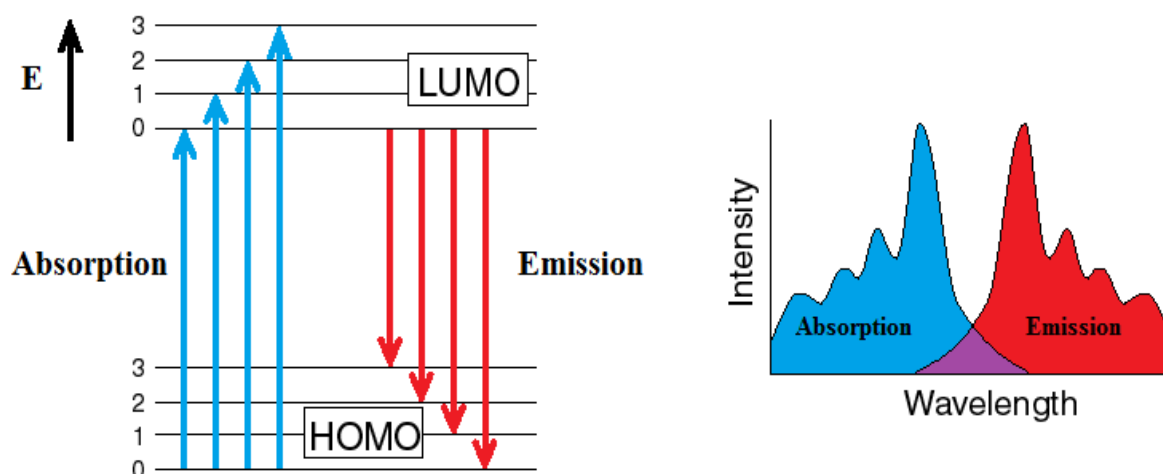 3
2
1
0
E
LUMO
Absorption
Emission
3
2
1
0
HOMO
Intensity
Absorption
Emission
Wavelength